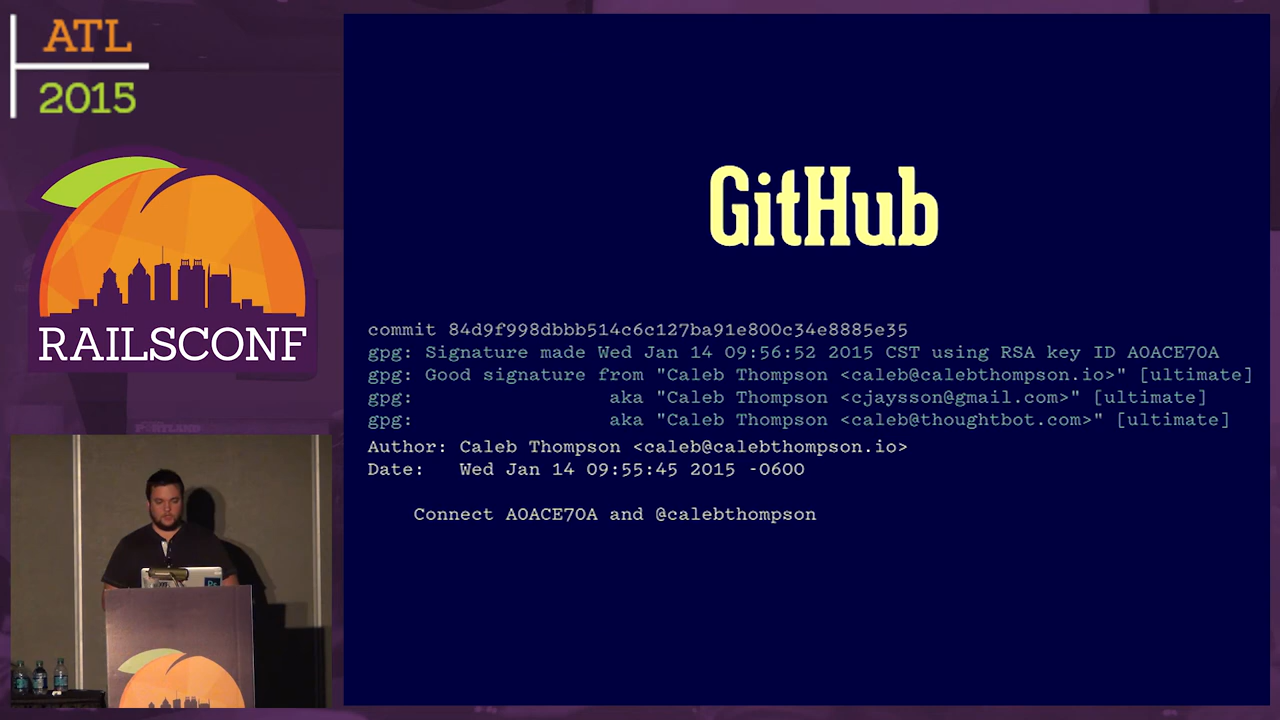 ATL
2015
RAILSCONF
GitHub
commit 84d9f998dbbb514c6c127ba91e800c34e8885e35
gpg: Signature made Wed Jan 14 09:56:52 2015 CST using RSA key ID A0ACE70A
gpg: Good signature from "Caleb Thompson <caleb@calebthompson.io>" [ultimate]
gpg:                 aka "Caleb Thompson <cjaysson@gmail.com>" [ultimate]
gpg:                 aka "Caleb Thompson <caleb@thoughtbot.com>" [ultimate]
Author: Caleb Thompson <caleb@calebthompson.io>
Date:   Wed Jan 14 09:55:45 2015 -0600
Connect A0ACE70A and @calebthompson
PORTLAND
Ps